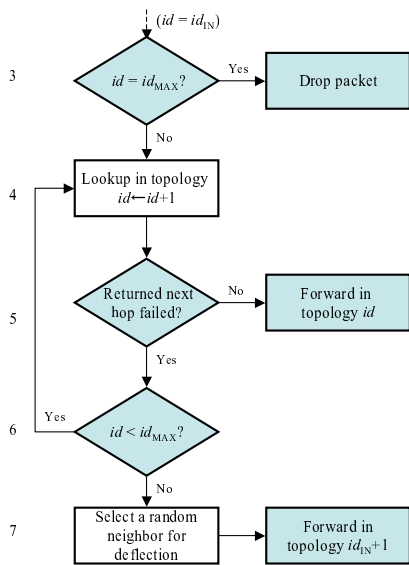 (id = idIN)
3
id = idMAX?
Yes
Drop packet
No
4
Lookup in topology
id←id+1
5
Returned next
hop failed?
No
Forward in
topology id
Yes
6
Yes
id < idMAX?
No
7
Select a random
neighbor for
deflection
Forward in
topology idIN+1